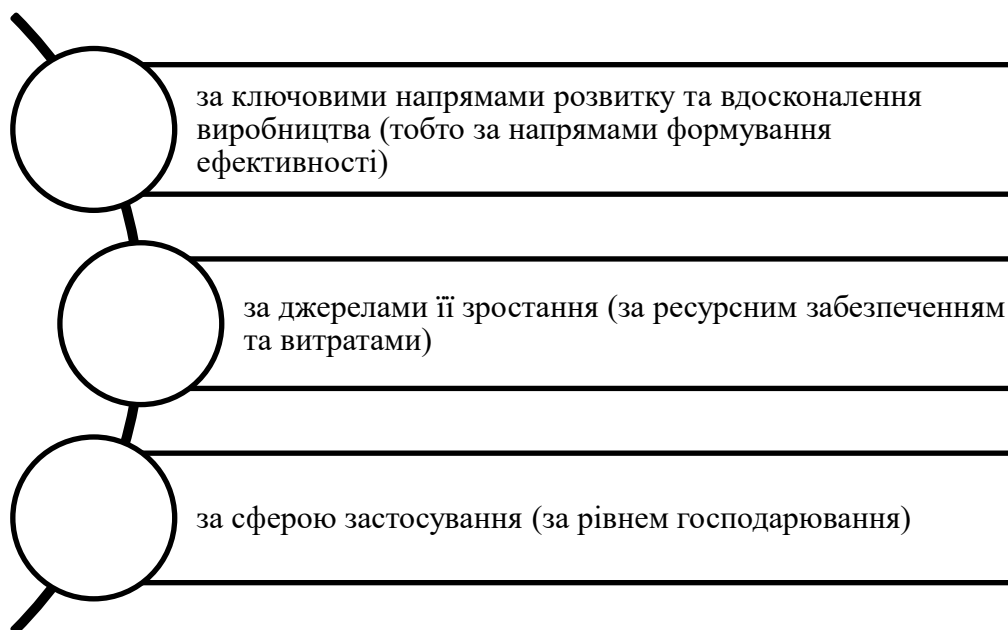 за ключовими напрямами розвитку та вдосконалення
виробництва (тобто за напрямами формування
ефективності)
за джерелами її зростання (за ресурсним забезпеченням
та витратами)
за сферою застосування (за рівнем господарювання)